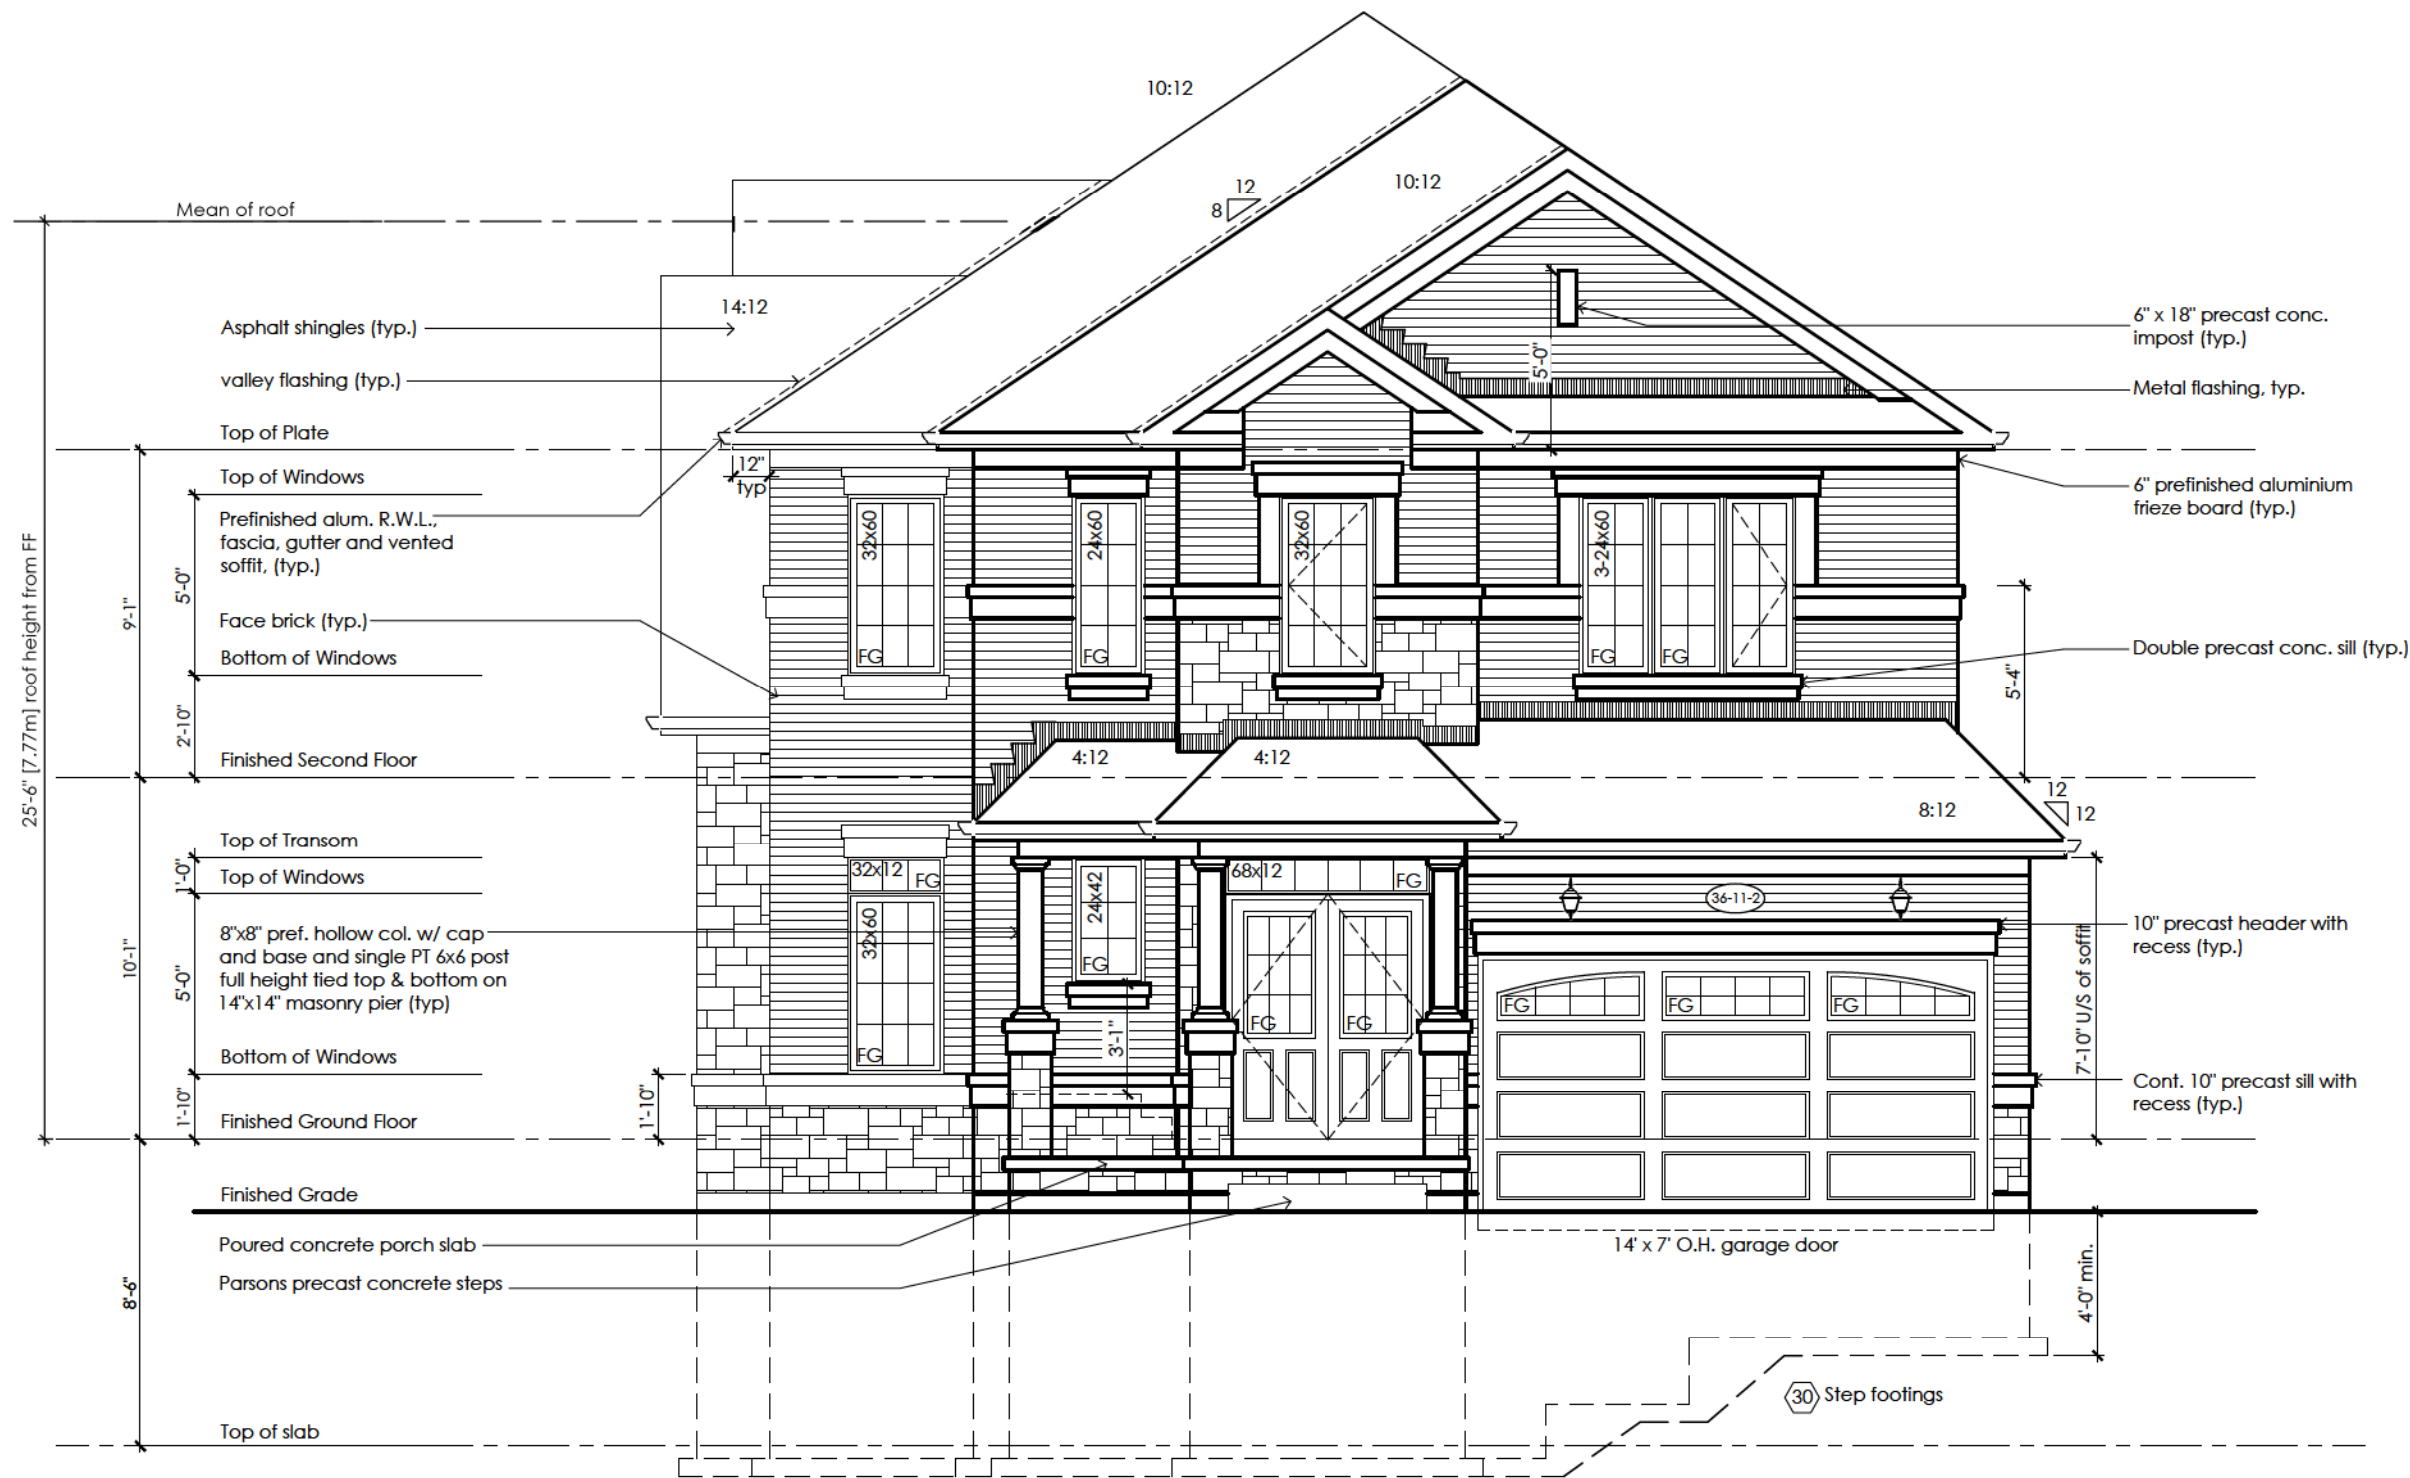 10:12
10:12
12
8
Mean of roof
14:12
Asphalt shingles (typ.)
valley flashing (typ.)
Top of Plate
12"
typ
Top of Windows
Prefinished alum. R.W.L.,
fascia, gutter and vented
soffit, (typ.)
Face brick (typ.)
Bottom of Windows
Finished Second Floor
Top of Transom
Top of Windows
8"x8" pref. hollow col. w/ cap
and base and single PT 6x6 post
full height tied top & bottom on
14"x14" masonry pier (typ)
Bottom of Windows
Finished Ground Floor
Finished Grade
Poured concrete porch slab
Parsons precast concrete steps
Top of slab
25'-6" [7.77m] roof height from FF
9'-1"
10'-1"
8'-6"
5'-0"
2'-10"
1'-0"
5'-0"
1'-10"
1'-10"
5'-0"
32x60
FG
24x60
FG
32x60
3-24x60
FG
FG
4:12
4:12
8:12
12
12
32x12
FG
32x60
FG
24x42
FG
3'-1"
68x12
FG
FG
FG
36-11-2
FG
FG
FG
14' x 7' O.H. garage door
6" x 18" precast conc.
impost (typ.)
Metal flashing, typ.
6" prefinished aluminium
frieze board (typ.)
Double precast conc. sill (typ.)
5'-4"
10" precast header with
recess (typ.)
7'-10" U/S of soffit
Cont. 10" precast sill with
recess (typ.)
4'-0" min.
30
Step footings